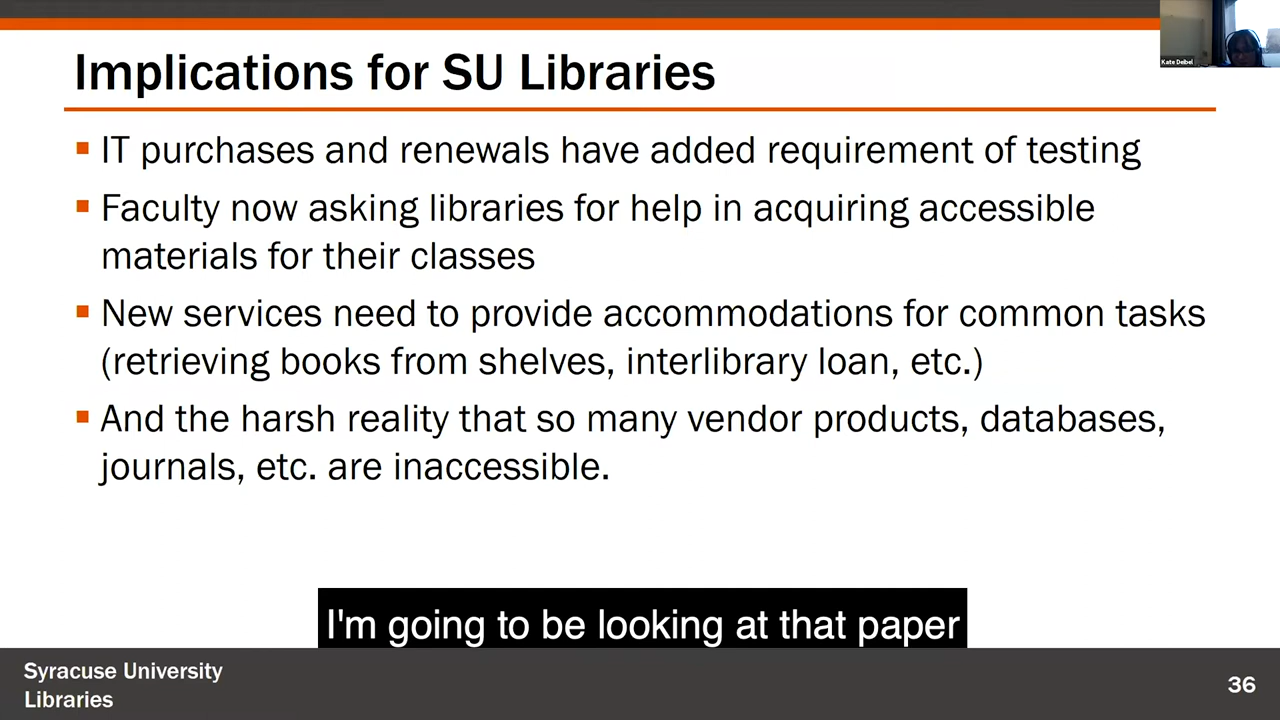 Implications for SU Libraries
Kate Deibel
▪ IT purchases and renewals have added requirement of testing
▪ Faculty now asking libraries for help in acquiring accessible
materials for their classes
▪ New services need to provide accommodations for common tasks
(retrieving books from shelves, interlibrary loan, etc.)
▪ And the harsh reality that so many vendor products, databases,
journals, etc. are inaccessible.
I'm going to be looking at that paper
Syracuse University
Libraries
36